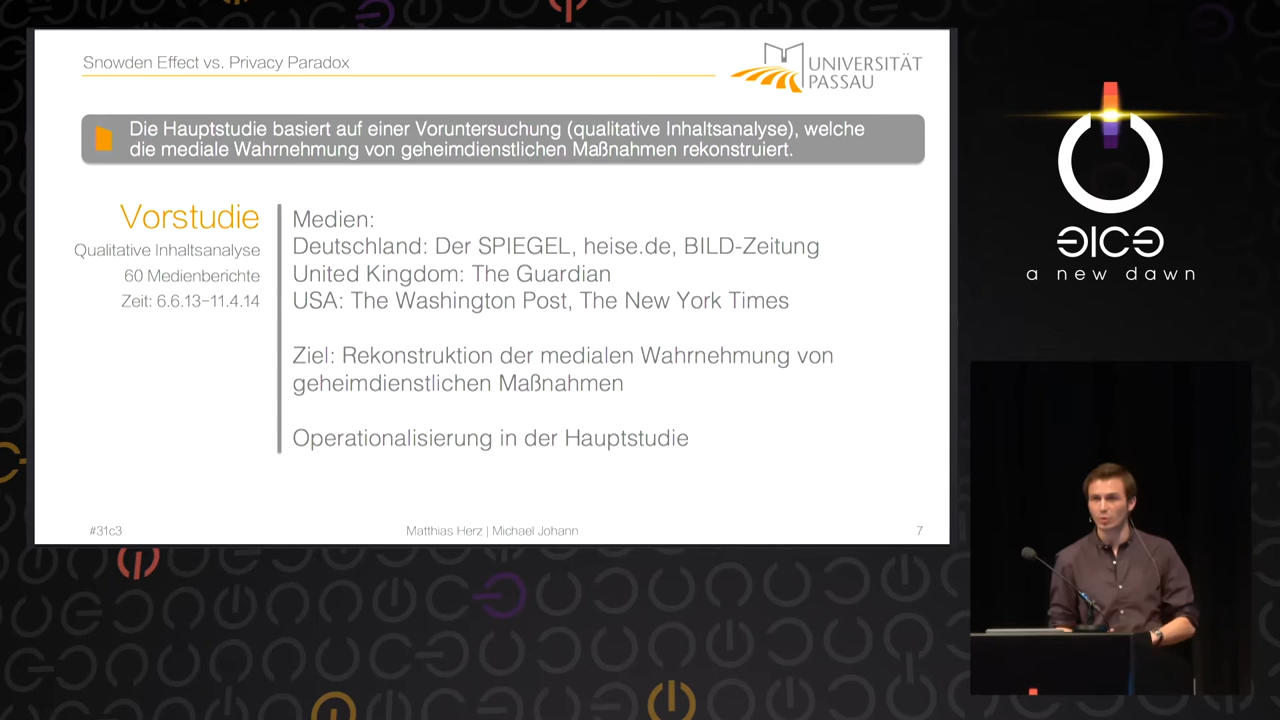 Snowden Effect vs. Privacy Paradox
UNIVERSITÄT
PASSAU
Die Hauptstudie basiert auf einer Voruntersuchung (qualitative Inhaltsanalyse), welche
die mediale Wahrnehmung von geheimdienstlichen Maßnahmen rekonstruiert.
Vorstudie
Qualitative Inhaltsanalyse
60 Medienberichte
Zeit: 6.6.13–11.4.14
Medien:
Deutschland: Der SPIEGEL, heise.de, BILD-Zeitung
United Kingdom: The Guardian
USA: The Washington Post, The New York Times
Ziel: Rekonstruktion der medialen Wahrnehmung von
geheimdienstlichen Maßnahmen
Operationalisierung in der Hauptstudie
#31c3
Matthias Herz | Michael Johann
7
a new dawn